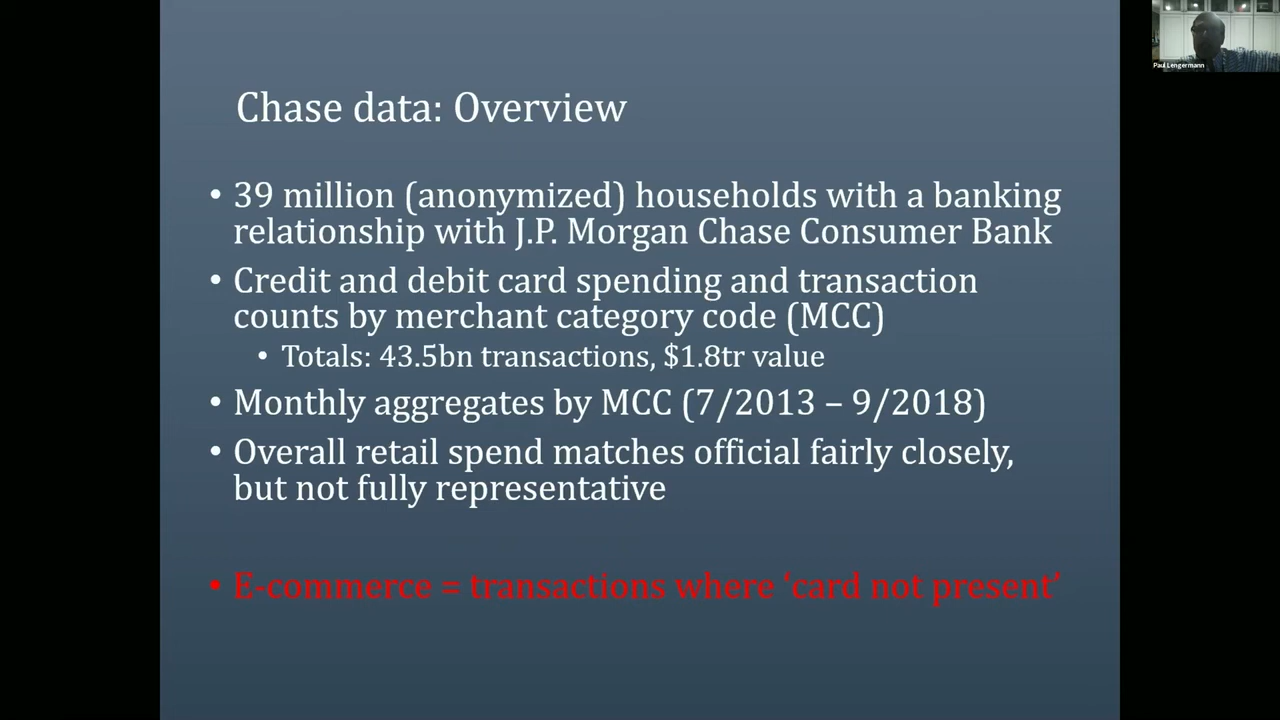 Paul Lengermann
Chase data: Overview
• 39 million (anonymized) households with a banking
relationship with J.P. Morgan Chase Consumer Bank
• Credit and debit card spending and transaction
counts by merchant category code (MCC)
• Totals: 43.5bn transactions, $1.8tr value
• Monthly aggregates by MCC (7/2013 – 9/2018)
• Overall retail spend matches official fairly closely,
but not fully representative
• E-commerce = transactions where ‘card not present’